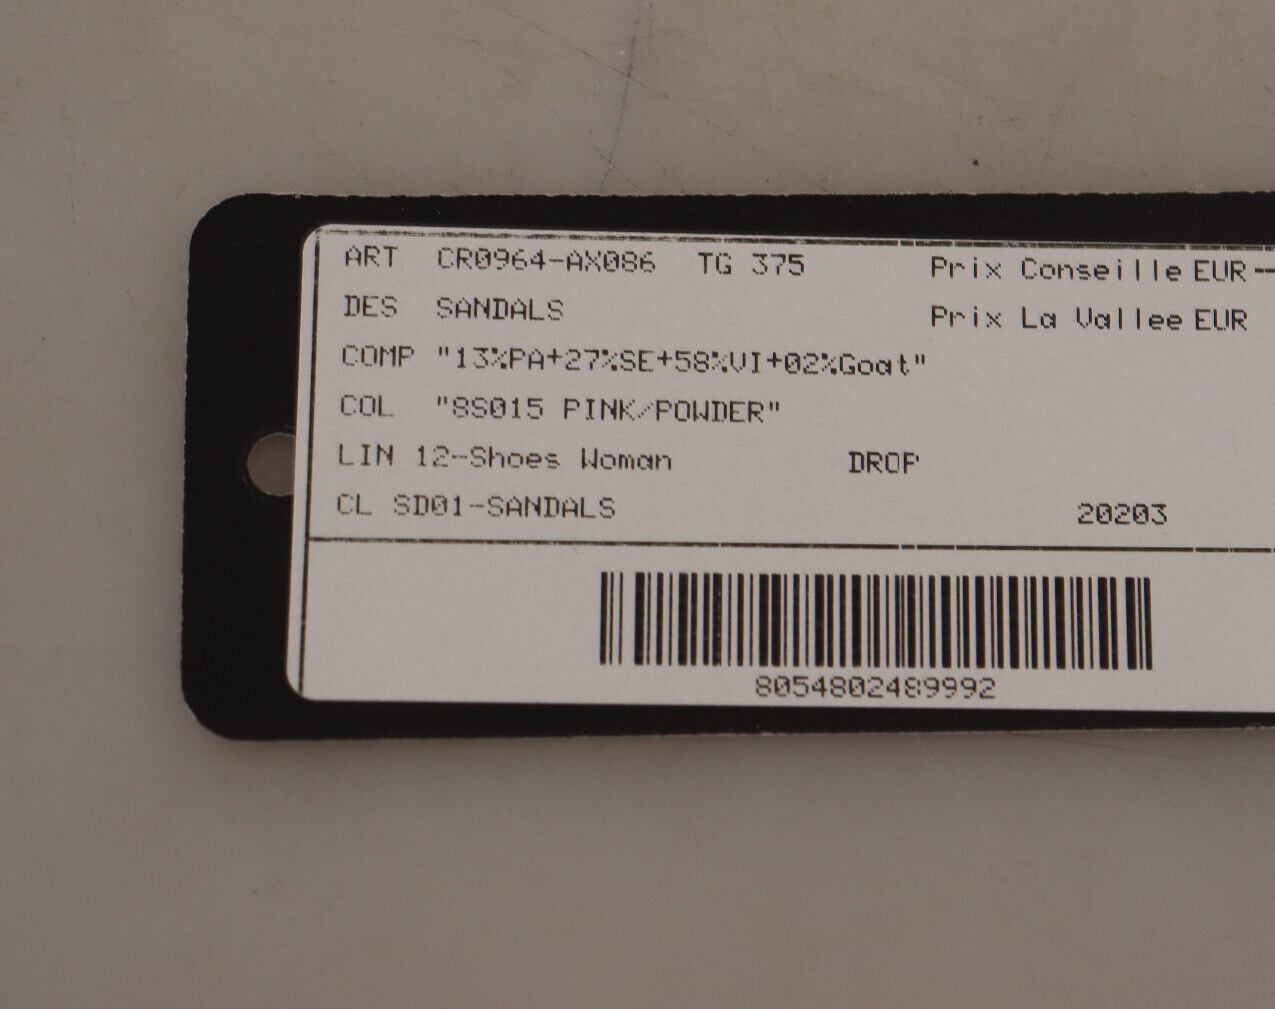 ART CR0964-AX086 TG 375 Prix Conseille EUR
DES SANDALS Prix La Vallee EUR
COMP "13%PA+27%SE+58%VI+02%Goat"
COL "8S015 PINK/POWDER"
LIN 12-Shoes Woman DROP
CL SD01-SANDALS 20203
8054802489992